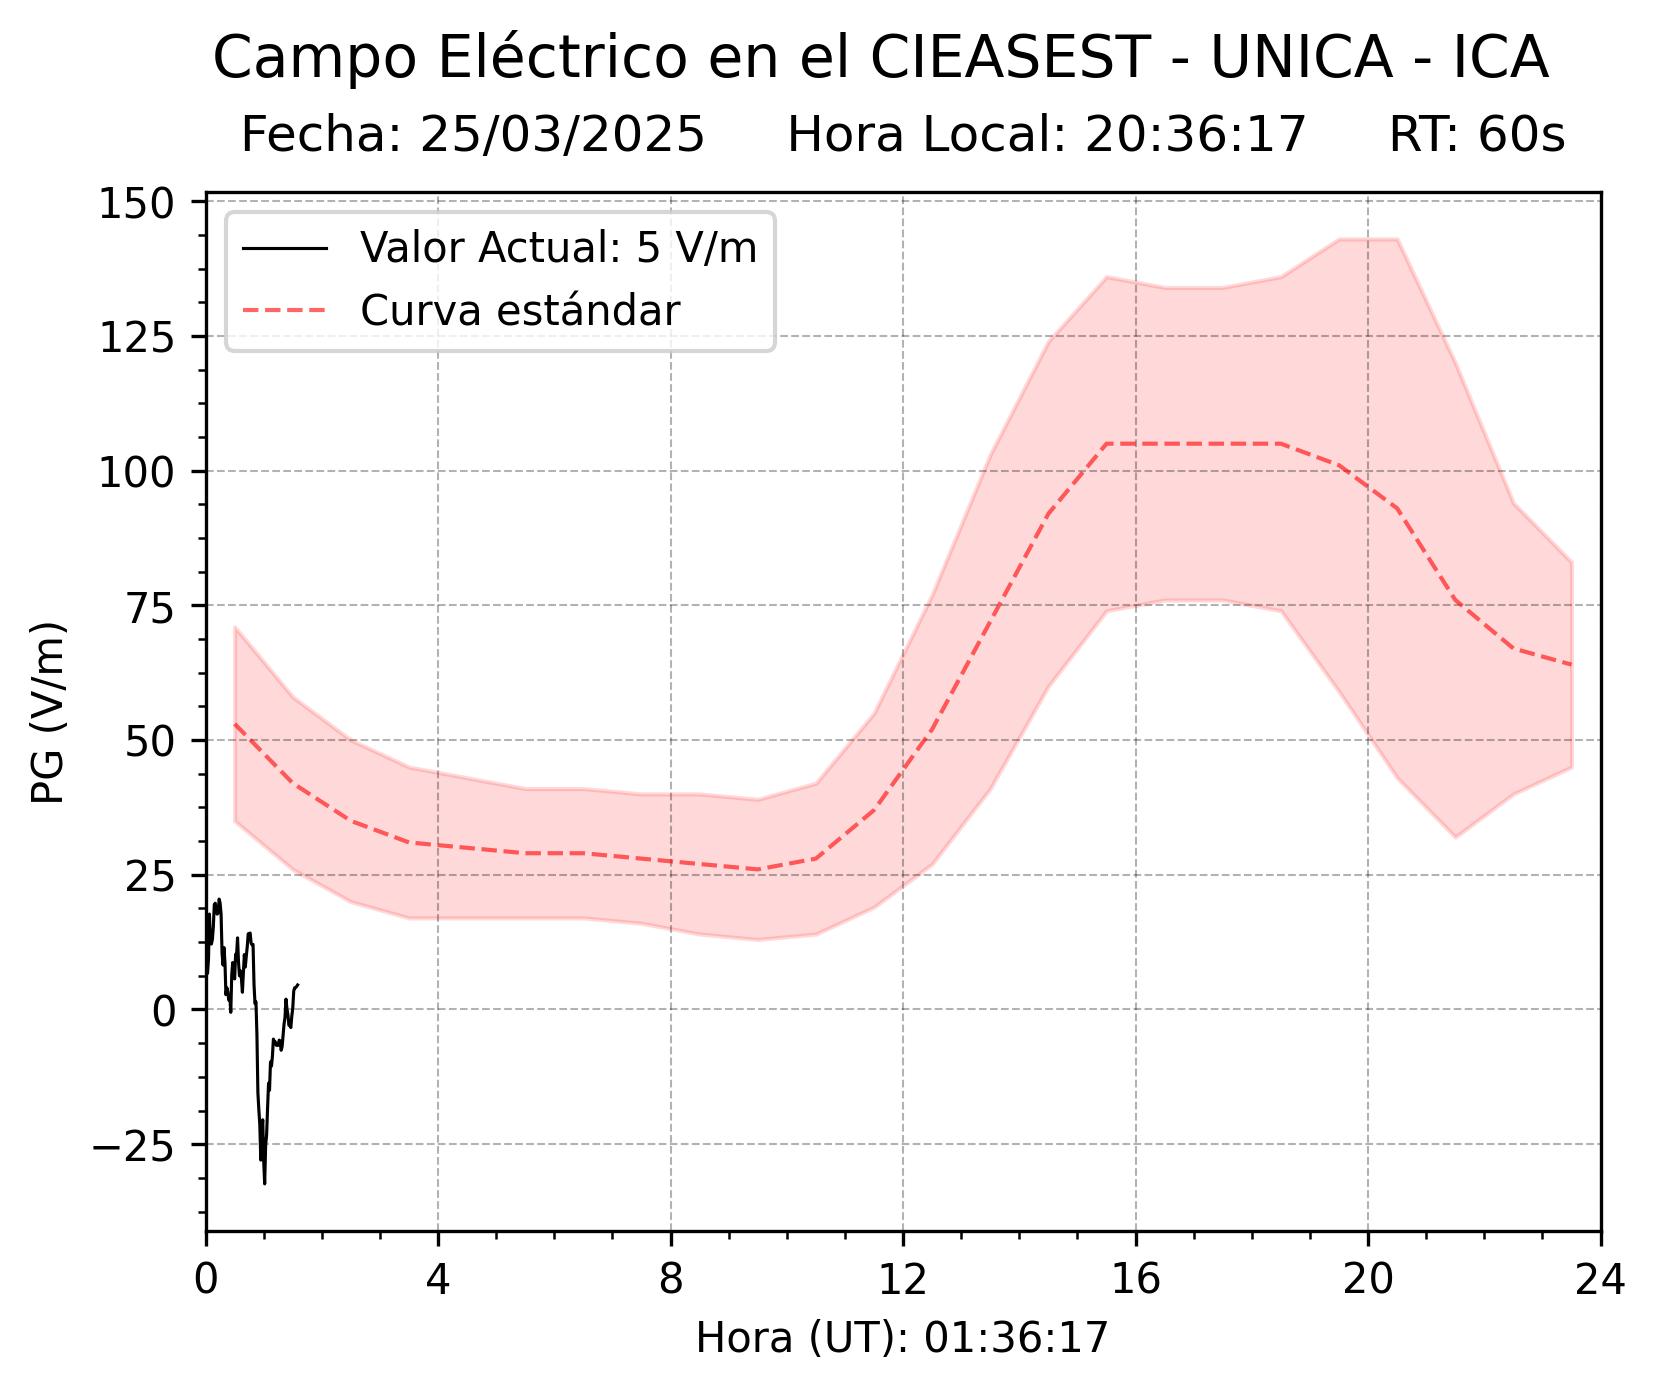 Campo Eléctrico en el CIEASEST - UNICA - ICA
Fecha: 25/03/2025 Hora Local: 20:36:17 RT: 60s
Valor Actual: 5 V/m
Curva estándar
PG (V/m)
150
125
100
75
50
25
0
−25
0 4 8 12 16 20 24
Hora (UT): 01:36:17